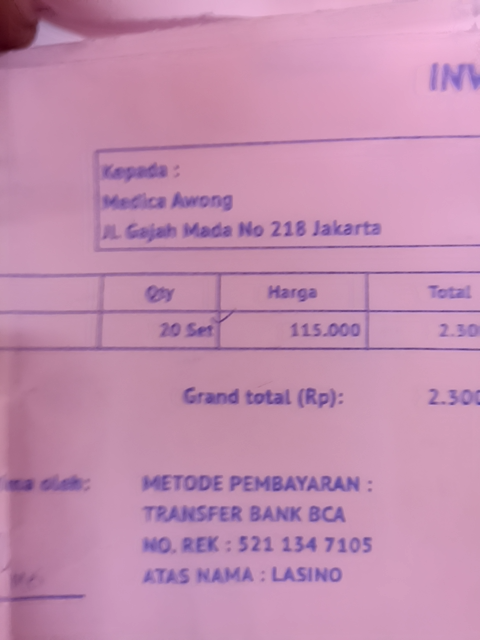 INV
Kepada :
Medica Awong
JL. Gajah Mada No 218 Jakarta
Qty Harga Total
20 Set 115.000 2.30
Grand total (Rp): 2.300
ima oleh:
METODE PEMBAYARAN :
TRANSFER BANK BCA
NO. REK : 521 134 7105
ATAS NAMA : LASINO